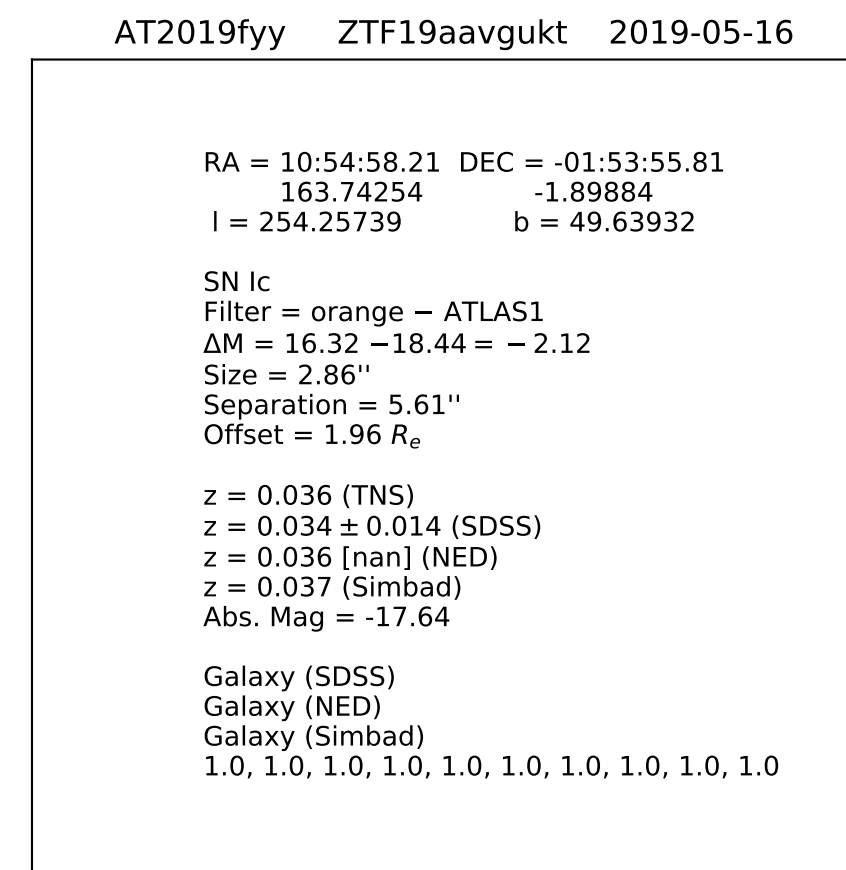 AT2019fyy ZTF19aavgukt 2019-05-16
RA = 10:54:58.21 DEC = -01:53:55.81
163.74254 -1.89884
l = 254.25739 b = 49.63932
SN Ic
Filter = orange − ATLAS1
ΔM = 16.32 −18.44 = − 2.12
Size = 2.86''
Separation = 5.61''
Offset = 1.96 Rₑ
z = 0.036 (TNS)
z = 0.034 ± 0.014 (SDSS)
z = 0.036 [nan] (NED)
z = 0.037 (Simbad)
Abs. Mag = -17.64
Galaxy (SDSS)
Galaxy (NED)
Galaxy (Simbad)
1.0, 1.0, 1.0, 1.0, 1.0, 1.0, 1.0, 1.0, 1.0, 1.0